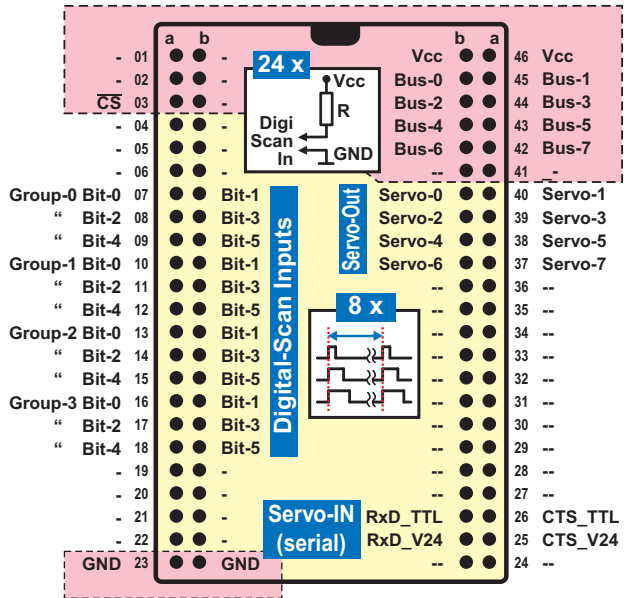 a b b a
- 01 - Vcc 46 Vcc
24 x
- 02 - Bus-0 45 Bus-1
Vcc
CS 03 - Bus-2 44 Bus-3
R
- 04 - Bus-4 43 Bus-5
Digi
Scan
In
- 05 - Bus-6 42 Bus-7
GND
- 06 - -- 41 _-
Group-0 Bit-0 07 Bit-1 Servo-0 40 Servo-1
“ Bit-2 08 Bit-3 Servo-2 39 Servo-3
“ Bit-4 09 Bit-5 Servo-4 38 Servo-5
Group-1 Bit-0 10 Bit-1 Servo-6 37 Servo-7
Digital-Scan Inputs
Servo-Out
“ Bit-2 11 Bit-3 -- 36 --
“ Bit-4 12 Bit-5 -- 35 --
8 x
Group-2 Bit-0 13 Bit-1 -- 34 --
“ Bit-2 14 Bit-3 -- 33 --
“ Bit-4 15 Bit-5 -- 32 --
Group-3 Bit-0 16 Bit-1 -- 31 --
“ Bit-2 17 Bit-3 -- 30 --
“ Bit-4 18 Bit-5 -- 29 --
- 19 - -- 28 --
- 20 - -- 27 --
- 21 - RxD_TTL 26 CTS_TTL
Servo-IN
(serial)
- 22 - RxD_V24 25 CTS_V24
GND 23 GND -- 24 --